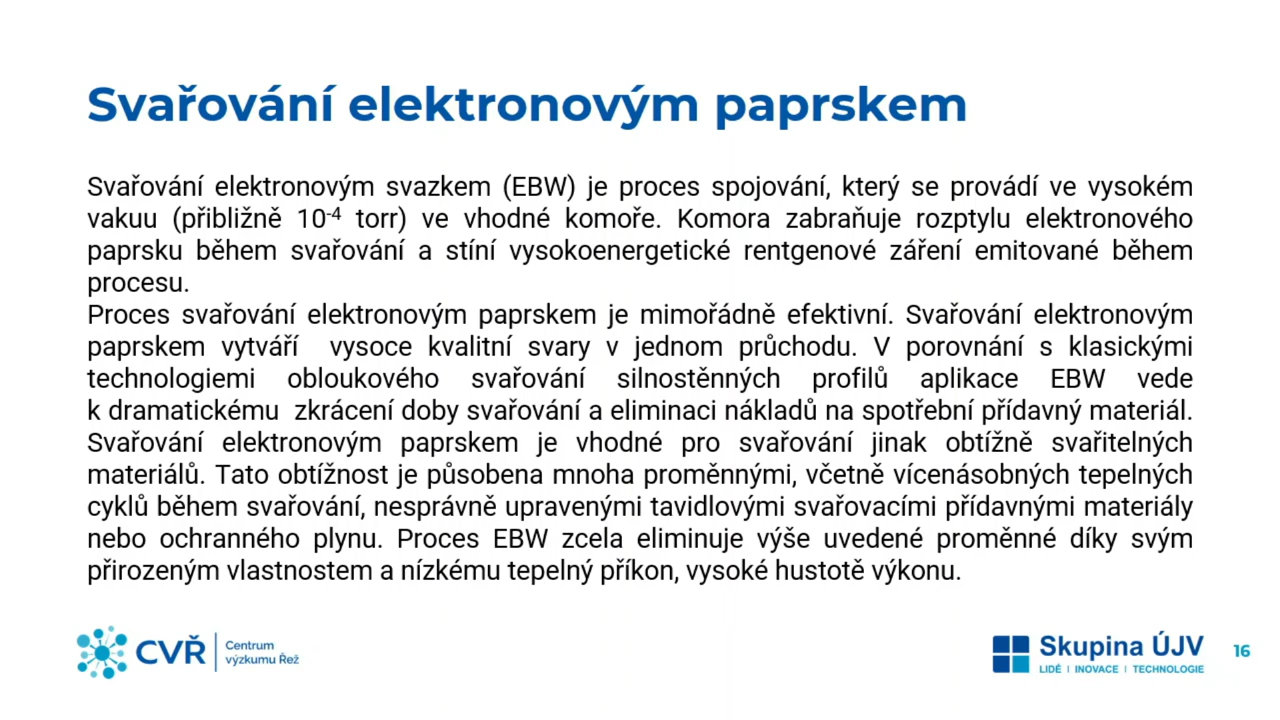 Svařování elektronovým paprskem
Svařování elektronovým svazkem (EBW) je proces spojování, který se provádí ve vysokém
vakuu (přibližně 10-4 torr) ve vhodné komoře. Komora zabraňuje rozptylu elektronového
paprsku během svařování a stíní vysokoenergetické rentgenové záření emitované během
procesu.
Proces svařování elektronovým paprskem je mimořádně efektivní. Svařování elektronovým
paprskem vytváří vysoce kvalitní svary v jednom průchodu. V porovnání s klasickými
technologiemi obloukového svařování silnostěnných profilů aplikace EBW vede
k dramatickému zkrácení doby svařování a eliminaci nákladů na spotřební přídavný materiál.
Svařování elektronovým paprskem je vhodné pro svařování jinak obtížně svařitelných
materiálů. Tato obtížnost je působena mnoha proměnnými, včetně vícenásobných tepelných
cyklů během svařování, nesprávně upravenými tavidlovými svařovacími přídavnými materiály
nebo ochranného plynu. Proces EBW zcela eliminuje výše uvedené proměnné díky svým
přirozeným vlastnostem a nízkému tepelný příkon, vysoké hustotě výkonu.
CVŘ
Centrum
výzkumu Řež
Skupina ÚJV
LIDÉ | INOVACE | TECHNOLOGIE
16